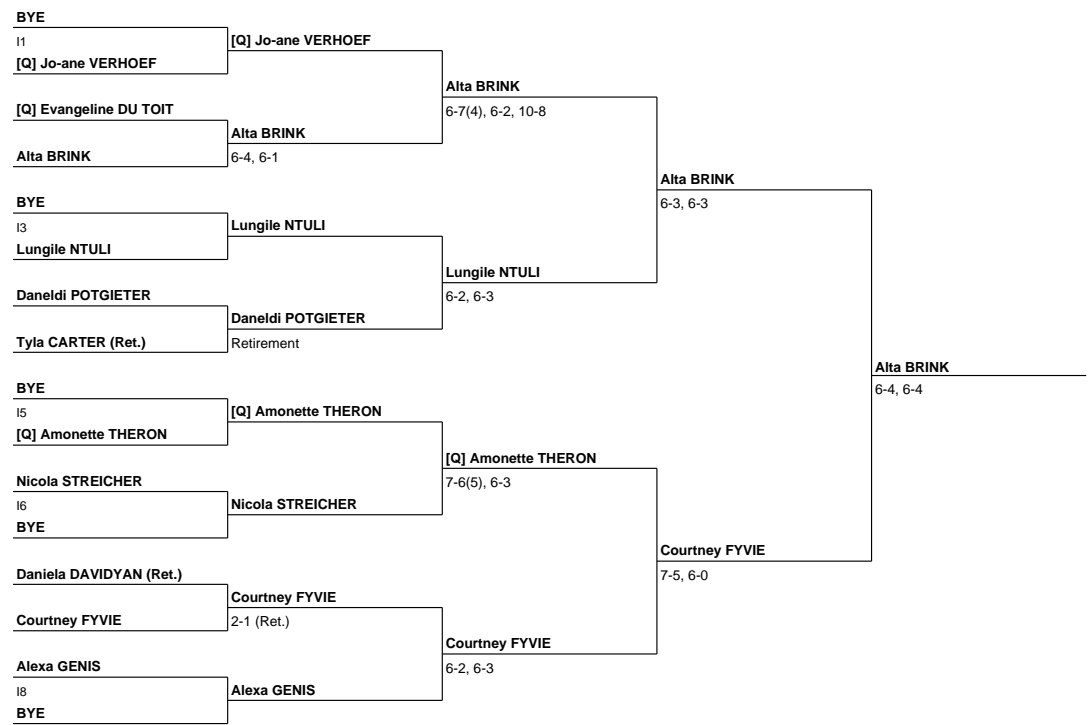 BYE
I1
[Q] Jo-ane VERHOEF
[Q] Evangeline DU TOIT
Alta BRINK
BYE
I3
Lungile NTULI
Daneldi POTGIETER
Tyla CARTER (Ret.)
BYE
I5
[Q] Amonette THERON
Nicola STREICHER
I6
BYE
Daniela DAVIDYAN (Ret.)
Courtney FYVIE
Alexa GENIS
I8
BYE
[Q] Jo-ane VERHOEF
Alta BRINK
6-4, 6-1
Lungile NTULI
Daneldi POTGIETER
Retirement
[Q] Amonette THERON
Nicola STREICHER
Courtney FYVIE
2-1 (Ret.)
Alexa GENIS
Alta BRINK
6-7(4), 6-2, 10-8
Lungile NTULI
6-2, 6-3
[Q] Amonette THERON
7-6(5), 6-3
Courtney FYVIE
6-2, 6-3
Alta BRINK
6-3, 6-3
Courtney FYVIE
7-5, 6-0
Alta BRINK
6-4, 6-4